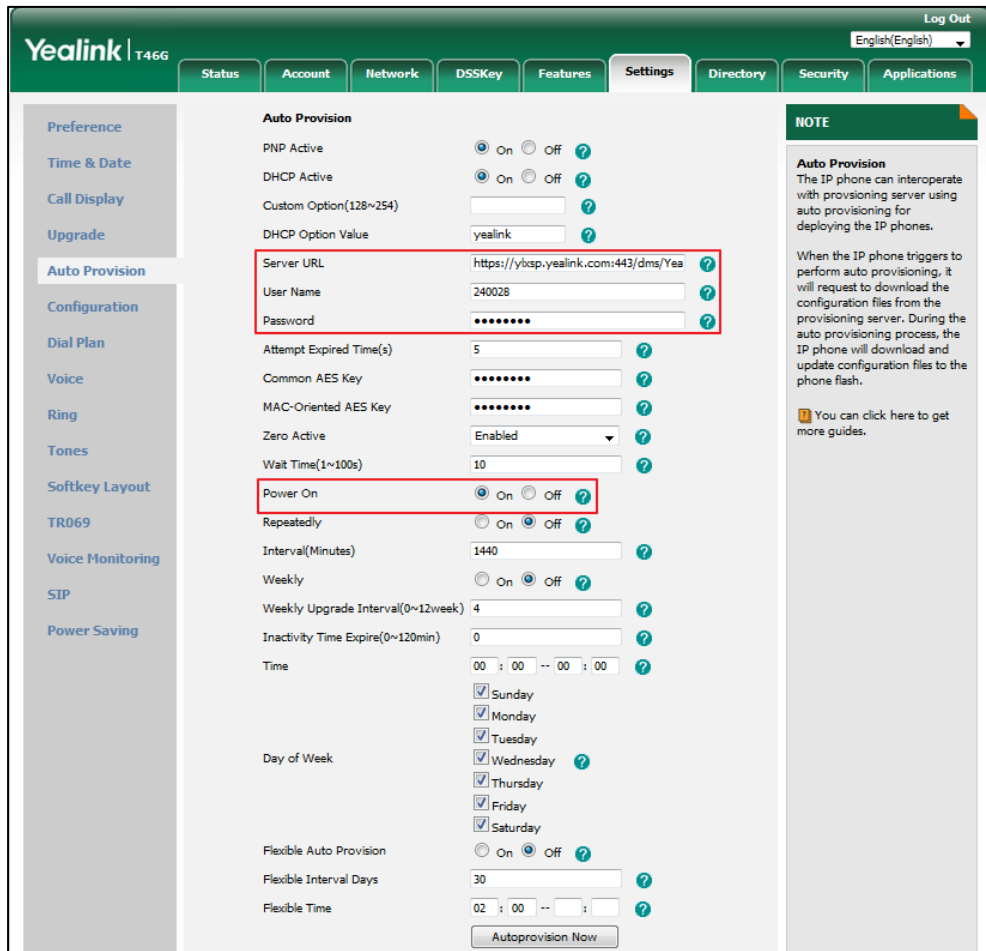 Log Out
Yealink | T46G
English(English)
Status Account Network DSSKey Features Settings Directory Security Applications
Preference
Time & Date
Call Display
Upgrade
Auto Provision
Configuration
Dial Plan
Voice
Ring
Tones
Softkey Layout
TR069
Voice Monitoring
SIP
Power Saving
Auto Provision
PNP Active On Off ?
DHCP Active On Off ?
Custom Option(128~254) ?
DHCP Option Value yealink ?
Server URL https://ylxsp.yealink.com:443/dms/Yea ?
User Name 240028 ?
Password •••••••• ?
Attempt Expired Time(s) 5 ?
Common AES Key •••••••• ?
MAC-Oriented AES Key •••••••• ?
Zero Active Enabled ?
Wait Time(1~100s) 10 ?
Power On On Off ?
Repeatedly On Off ?
Interval(Minutes) 1440 ?
Weekly On Off ?
Weekly Upgrade Interval(0~12week) 4 ?
Inactivity Time Expire(0~120min) 0 ?
Time 00 : 00 -- 00 : 00 ?
Sunday
Monday
Tuesday
Day of Week Wednesday ?
Thursday
Friday
Saturday
Flexible Auto Provision On Off ?
Flexible Interval Days 30 ?
Flexible Time 02 : 00 -- : ?
Autoprovision Now
NOTE
Auto Provision
The IP phone can interoperate
with provsioning server using
auto provisioning for
deploying the IP phones.
When the IP phone triggers to
perform auto provisioning, it
will request to download the
configuration files from the
provisioning server. During the
auto provisioning process, the
IP phone will download and
update configuration files to the
phone flash.
? You can click here to get
more guides.